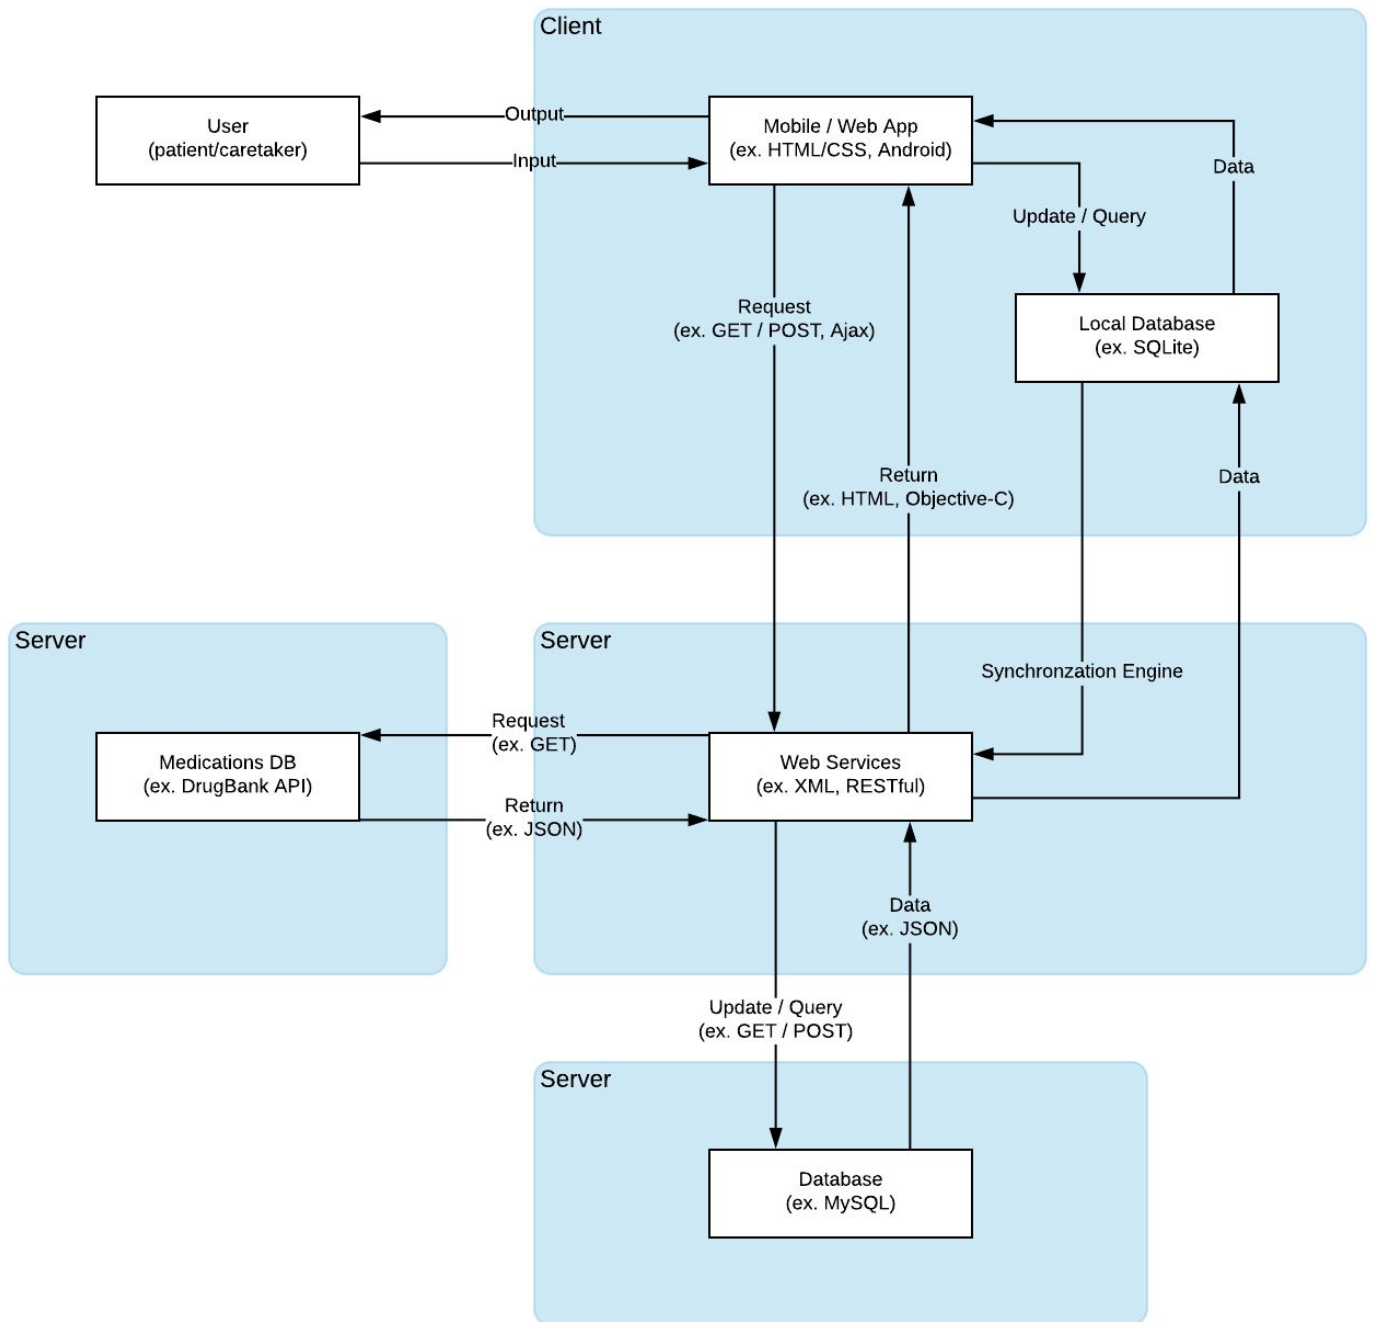 Client
User
(patient/caretaker)
Output
Input
Mobile / Web App
(ex. HTML/CSS, Android)
Data
Update / Query
Request
(ex. GET / POST, Ajax)
Local Database
(ex. SQLite)
Return
(ex. HTML, Objective-C)
Data
Server
Server
Synchronzation Engine
Request
(ex. GET)
Medications DB
(ex. DrugBank API)
Web Services
(ex. XML, RESTful)
Return
(ex. JSON)
Data
(ex. JSON)
Update / Query
(ex. GET / POST)
Server
Database
(ex. MySQL)